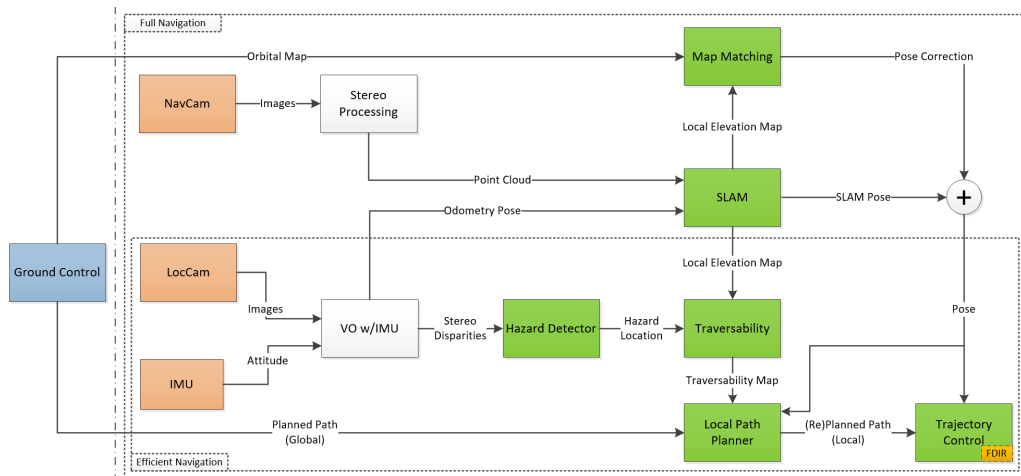 Full Navigation
Orbital Map
Map Matching
Pose Correction
NavCam
Images
Stereo
Processing
Local Elevation Map
Point Cloud
SLAM
SLAM Pose
+
Odometry Pose
Ground Control
LocCam
Local Elevation Map
Images
VO w/IMU
Stereo
Disparities
Hazard Detector
Hazard
Location
Traversability
Pose
Attitude
IMU
Traversability Map
Planned Path
(Global)
Local Path
Planner
(Re)Planned Path
(Local)
Trajectory
Control
FDIR
Efficient Navigation